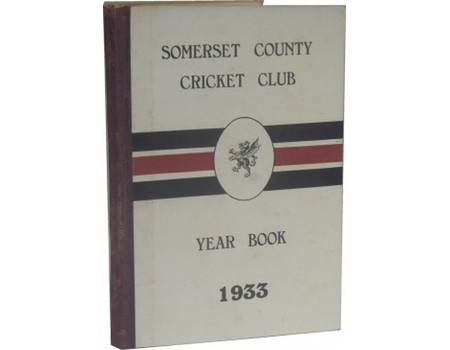 SOMERSET COUNTY
CRICKET CLUB
YEAR BOOK
1933